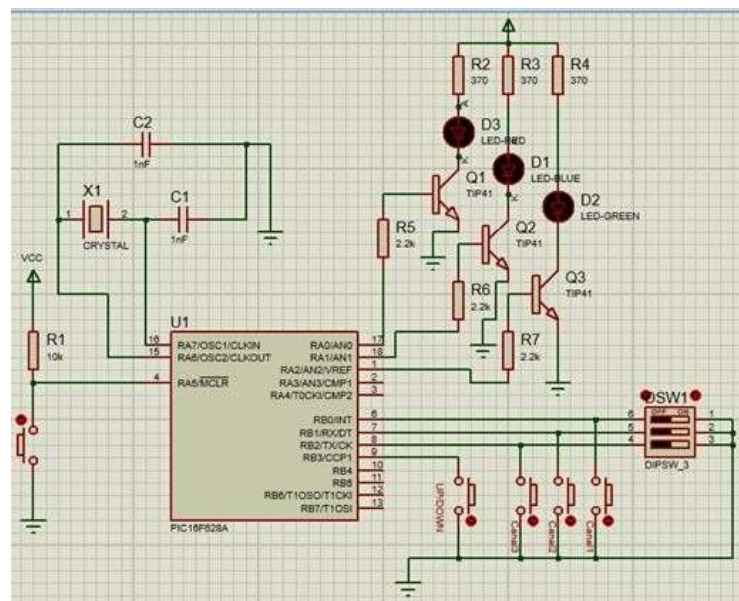 R2
370
R3
370
R4
370
C2
1nF
D3
LED-RED
X1
1
2
CRYSTAL
C1
1nF
D1
LED-BLUE
Q1
TIP41
D2
LED-GREEN
R5
2.2k
Q2
TIP41
VCC
R6
2.2k
Q3
TIP41
R1
10k
U1
R7
2.2k
16
RA7/OSC1/CLKIN
RA0/AN0
17
15
RA6/OSC2/CLKOUT
RA1/AN1
18
RA2/AN2/VREF
1
4
RA5/MCLR
RA3/AN3/CMP1
2
RA4/T0CKI/CMP2
3
RB0/INT
6
RB1/RX/DT
7
RB2/TX/CK
8
RB3/CCP1
9
RB4
10
RB5
11
RB6/T1OSO/T1CKI
12
RB7/T1OSI
13
PIC16F628A
DSW1
OFF ON
6
1
5
2
4
3
DIPSW_3
UP/DOWN
Canal3
Canal2
Canal1